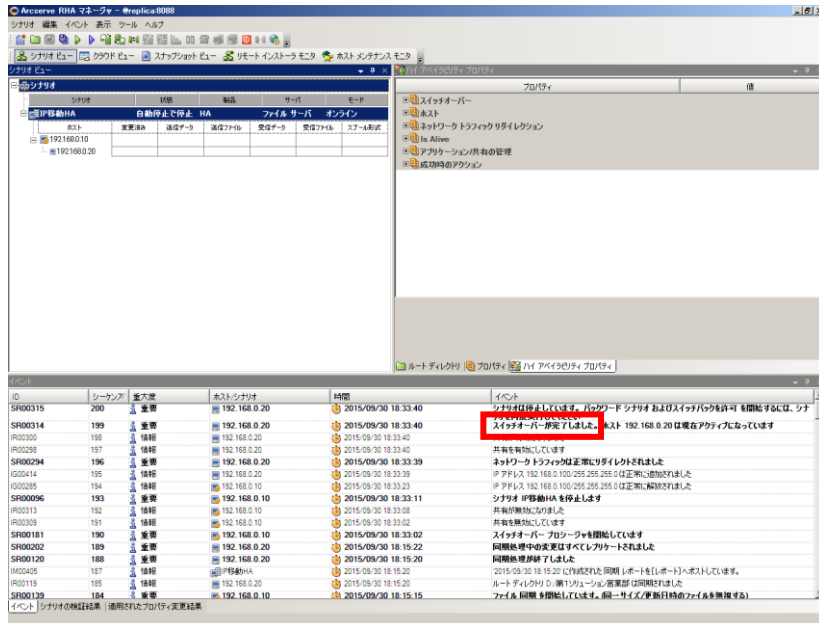 Arcserve RHA マネージャ - @replica:8088
シナリオ 編集 イベント 表示 ツール ヘルプ
シナリオ ビュー クラウド ビュー スナップショット ビュー リモート インストーラ モニタ ホスト メンテナンス モニタ
シナリオ ビュー
ハイ アベイラビリティ プロパティ
シナリオ
シナリオ 状態 製品 サーバ モード
IP移動HA 自動停止で停止 HA ファイル サーバ オンライン
ホスト 変更済み 送信データ 送信ファイル 受信データ 受信ファイル スプール形式
192.168.0.10
192.168.0.20
プロパティ 値
スイッチオーバー
ホスト
ネットワーク トラフィック リダイレクション
Is Alive
アプリケーション/共有の管理
成功時のアクション
ルート ディレクトリ プロパティ ハイ アベイラビリティ プロパティ
イベント
ID シーケンス 重大度 ホスト/シナリオ 時間 イベント
SR00315 200 重要 192.168.0.20 2015/09/30 18:33:40 シナリオは停止しています。バックワード シナリオ およびスイッチバックを許可 を開始するには、シナ
SR00314 199 重要 192.168.0.20 2015/09/30 18:33:40 スイッチオーバーが完了しました。ホスト 192.168.0.20 は現在アクティブになっています
IR00300 198 情報 192.168.0.20 2015/09/30 18:33:40
IR00298 197 情報 192.168.0.20 2015/09/30 18:33:40 共有を有効にしています
SR00294 196 重要 192.168.0.20 2015/09/30 18:33:39 ネットワーク トラフィックは正常にリダイレクトされました
IG00414 195 情報 192.168.0.20 2015/09/30 18:33:39 IP アドレス 192.168.0.100/255.255.255.0 は正常に追加されました
IG00285 194 情報 192.168.0.10 2015/09/30 18:33:23 IP アドレス 192.168.0.100/255.255.255.0 は正常に解放されました
SR00096 193 重要 192.168.0.10 2015/09/30 18:33:11 シナリオ IP移動HA を停止します
IR00313 192 情報 192.168.0.10 2015/09/30 18:33:08 共有が無効になりました
IR00309 191 情報 192.168.0.10 2015/09/30 18:33:02 共有を無効にしています
SR00181 190 重要 192.168.0.10 2015/09/30 18:33:02 スイッチオーバー プロシージャを開始しています
SR00202 189 重要 192.168.0.20 2015/09/30 18:15:22 同期処理中の変更はすべてレプリケートされました
SR00120 188 重要 192.168.0.20 2015/09/30 18:15:20 同期処理が終了しました
IM00405 187 情報 IP移動HA 2015/09/30 18:15:20 '2015/09/30 18:15:20' に作成された 同期 レポートを[レポート]へポストしています。
IR00119 185 情報 192.168.0.20 2015/09/30 18:15:20 ルート ディレクトリ D:/第1ソリューション営業部 は同期されました
SR00139 184 重要 192.168.0.10 2015/09/30 18:15:15 ファイル 同期 を開始しています。(同一サイズ/更新日時のファイルを無視する)
イベント シナリオの検証結果 適用されたプロパティ変更結果